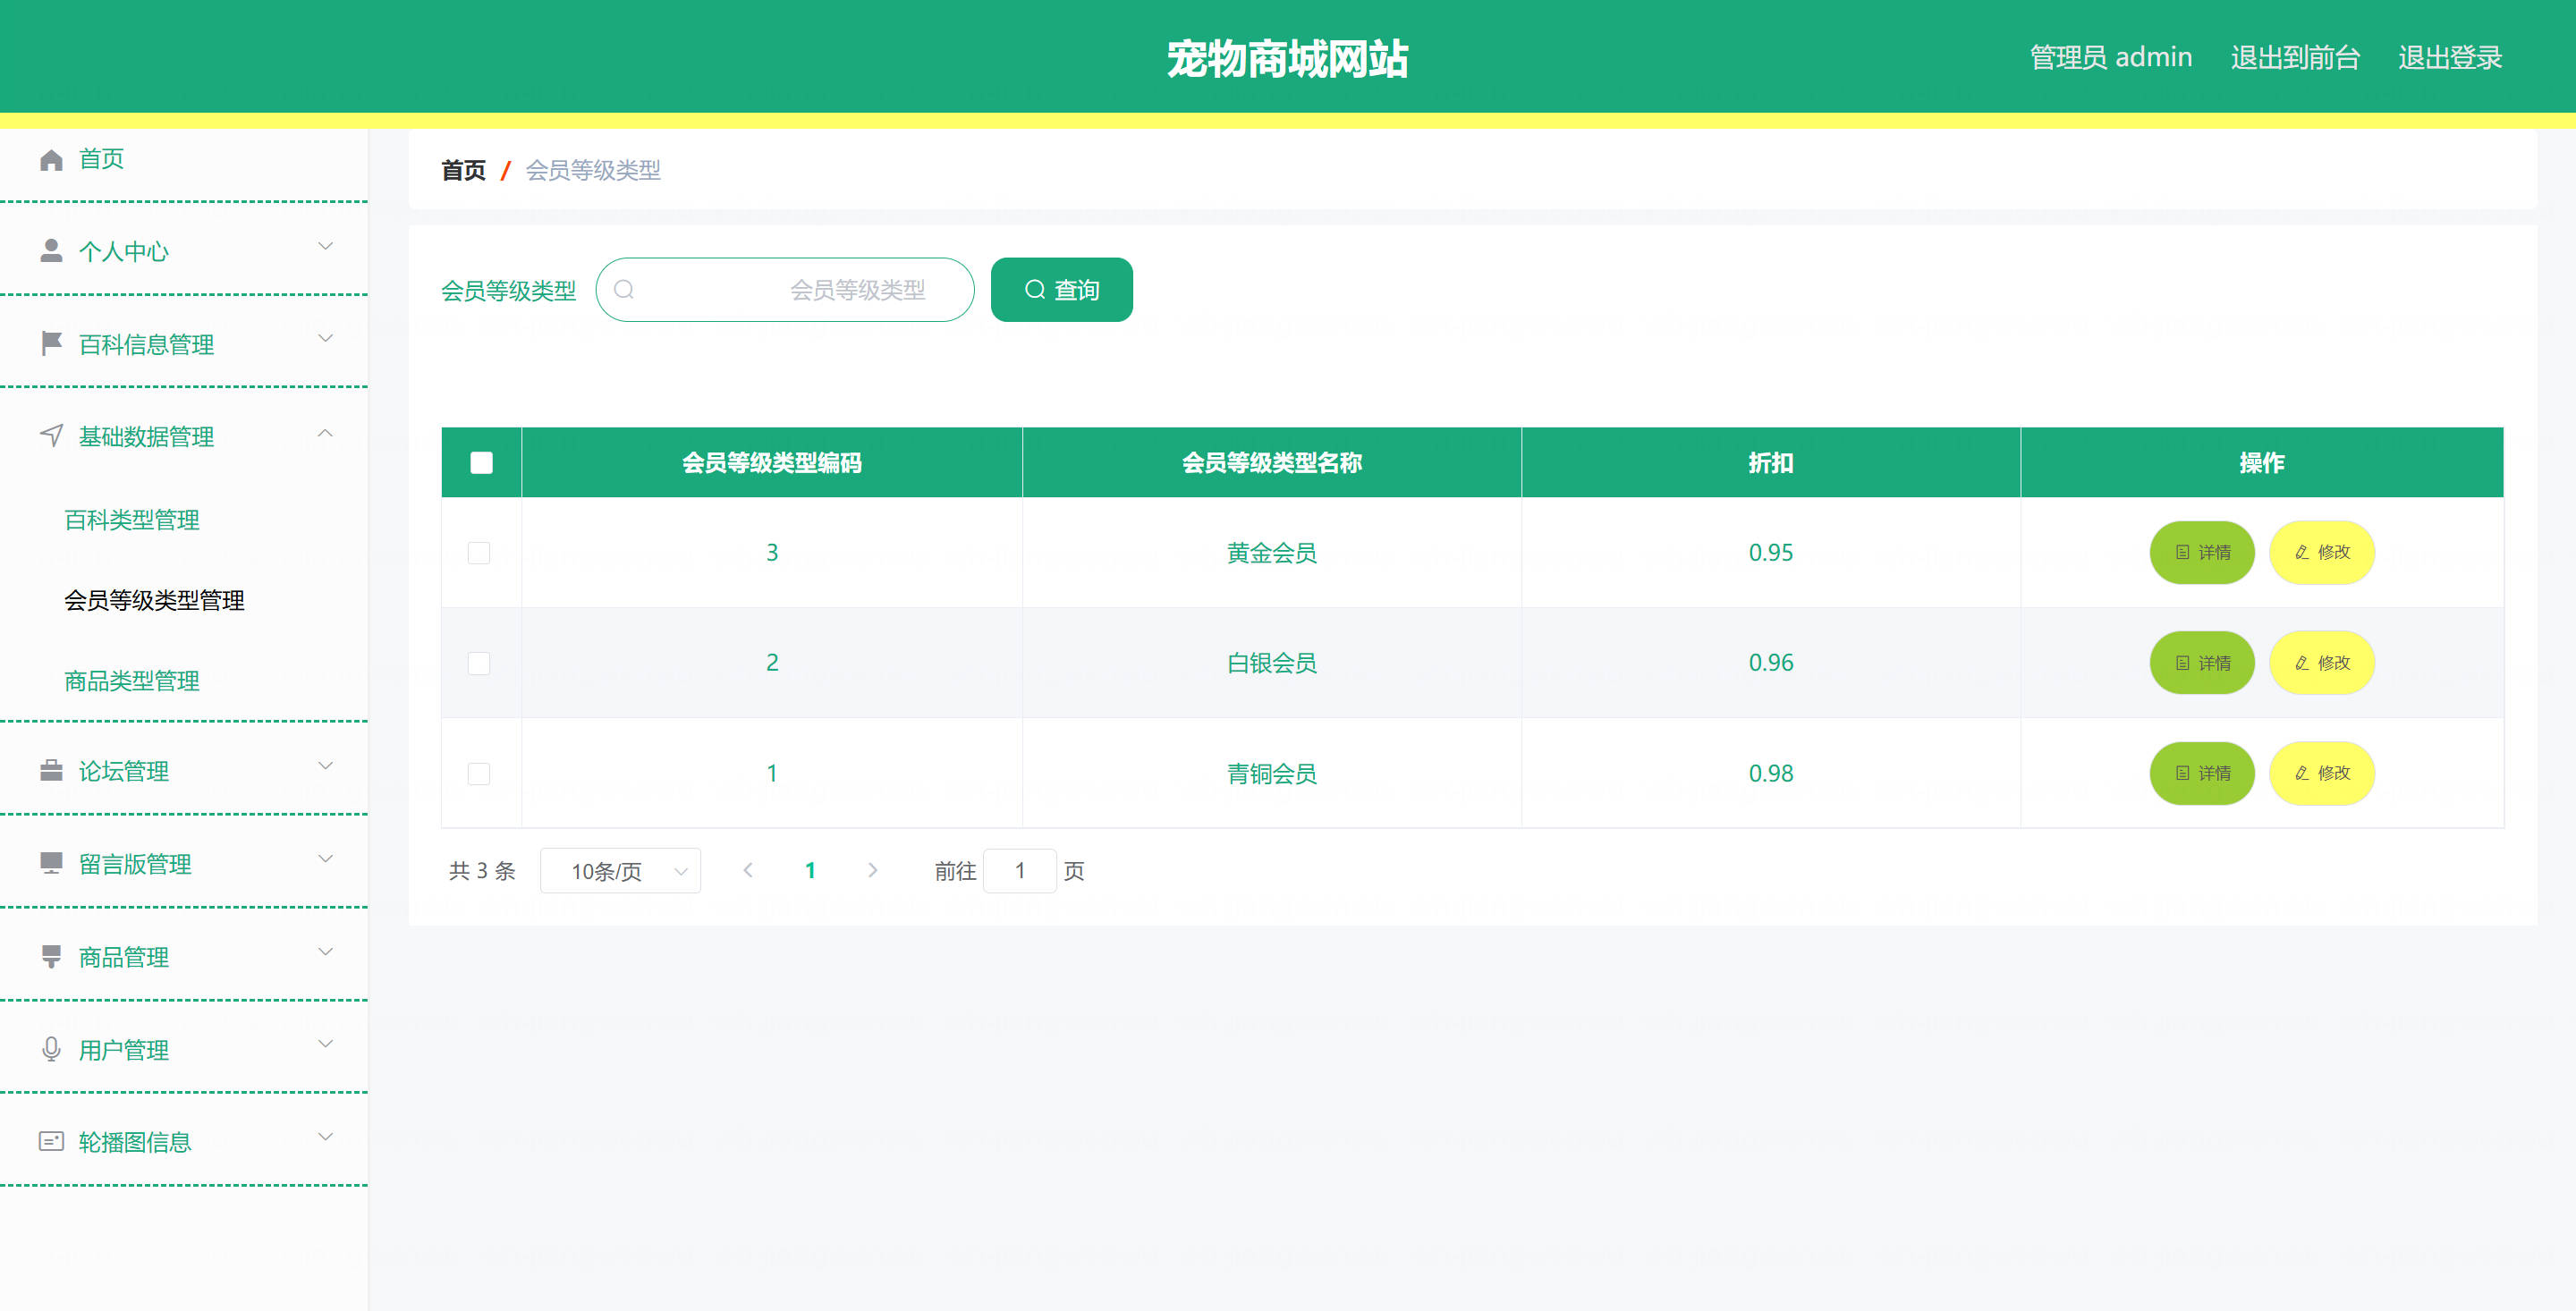 宠物商城网站
管理员 admin 退出到前台 退出登录
首页
个人中心
百科信息管理
基础数据管理
百科类型管理
会员等级类型管理
商品类型管理
论坛管理
留言版管理
商品管理
用户管理
轮播图信息
首页 / 会员等级类型
会员等级类型 会员等级类型 查询
会员等级类型编码 会员等级类型名称 折扣 操作
3 黄金会员 0.95 详情 修改
2 白银会员 0.96 详情 修改
1 青铜会员 0.98 详情 修改
共 3 条 10条/页 1 前往 1 页